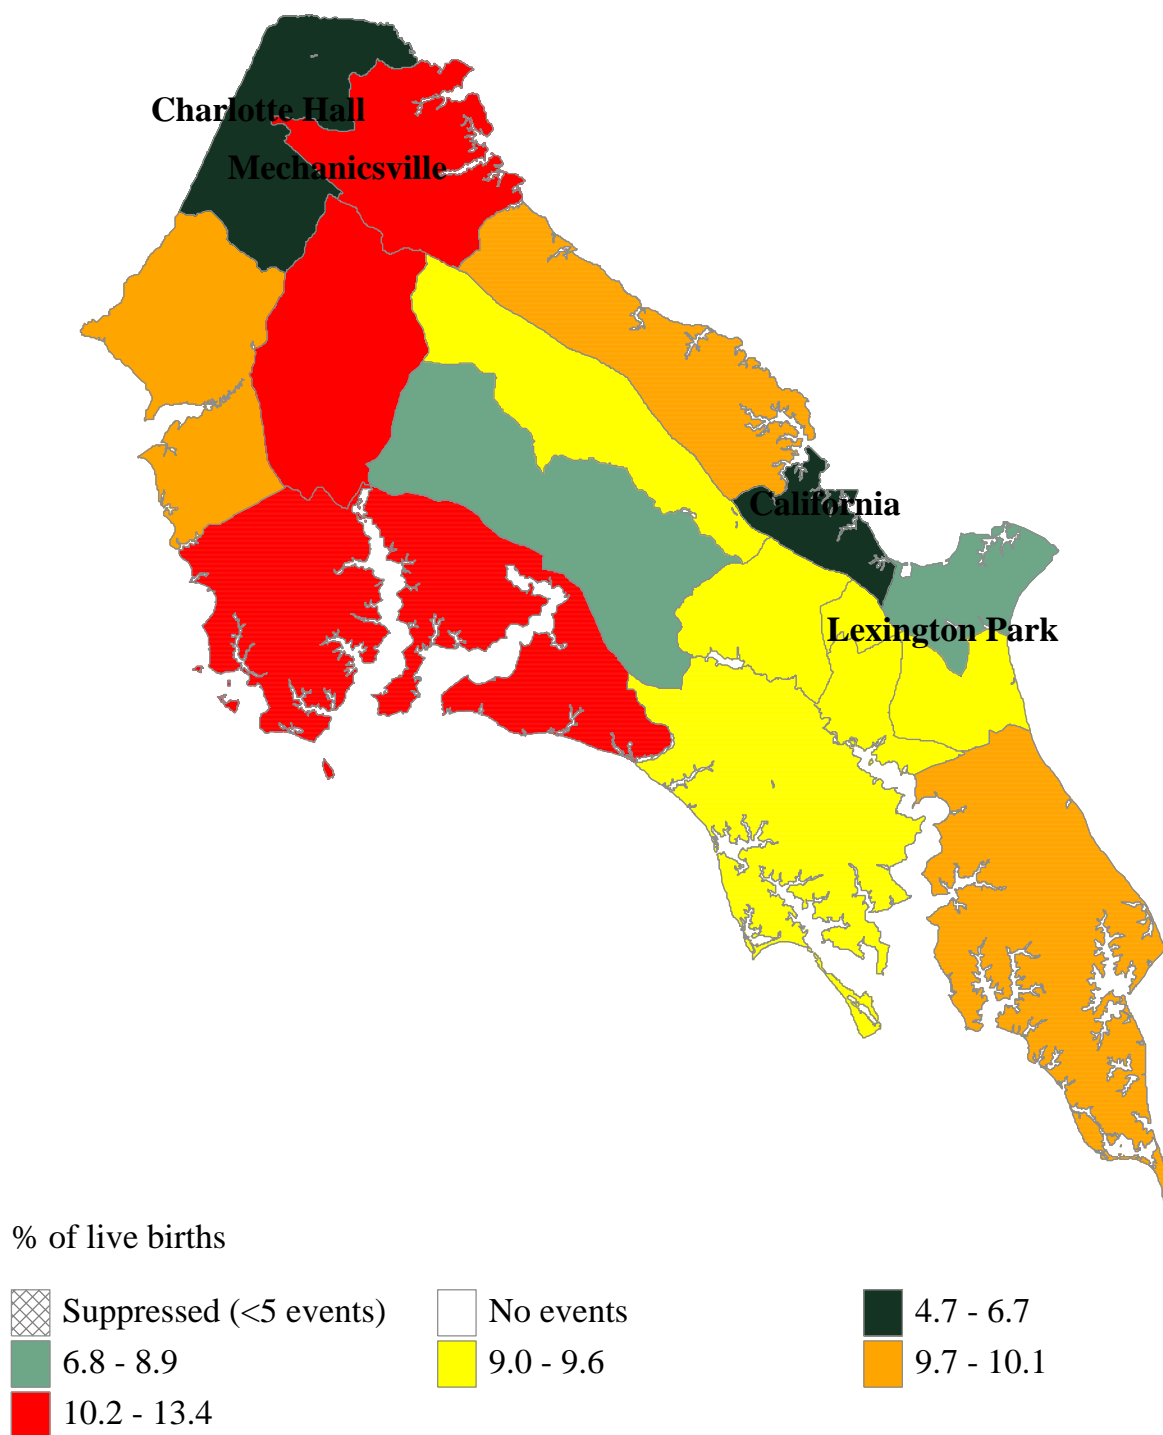 Charlotte Hall
Mechanicsville
California
Lexington Park
% of live births
Suppressed (<5 events)
No events
4.7 - 6.7
6.8 - 8.9
9.0 - 9.6
9.7 - 10.1
10.2 - 13.4